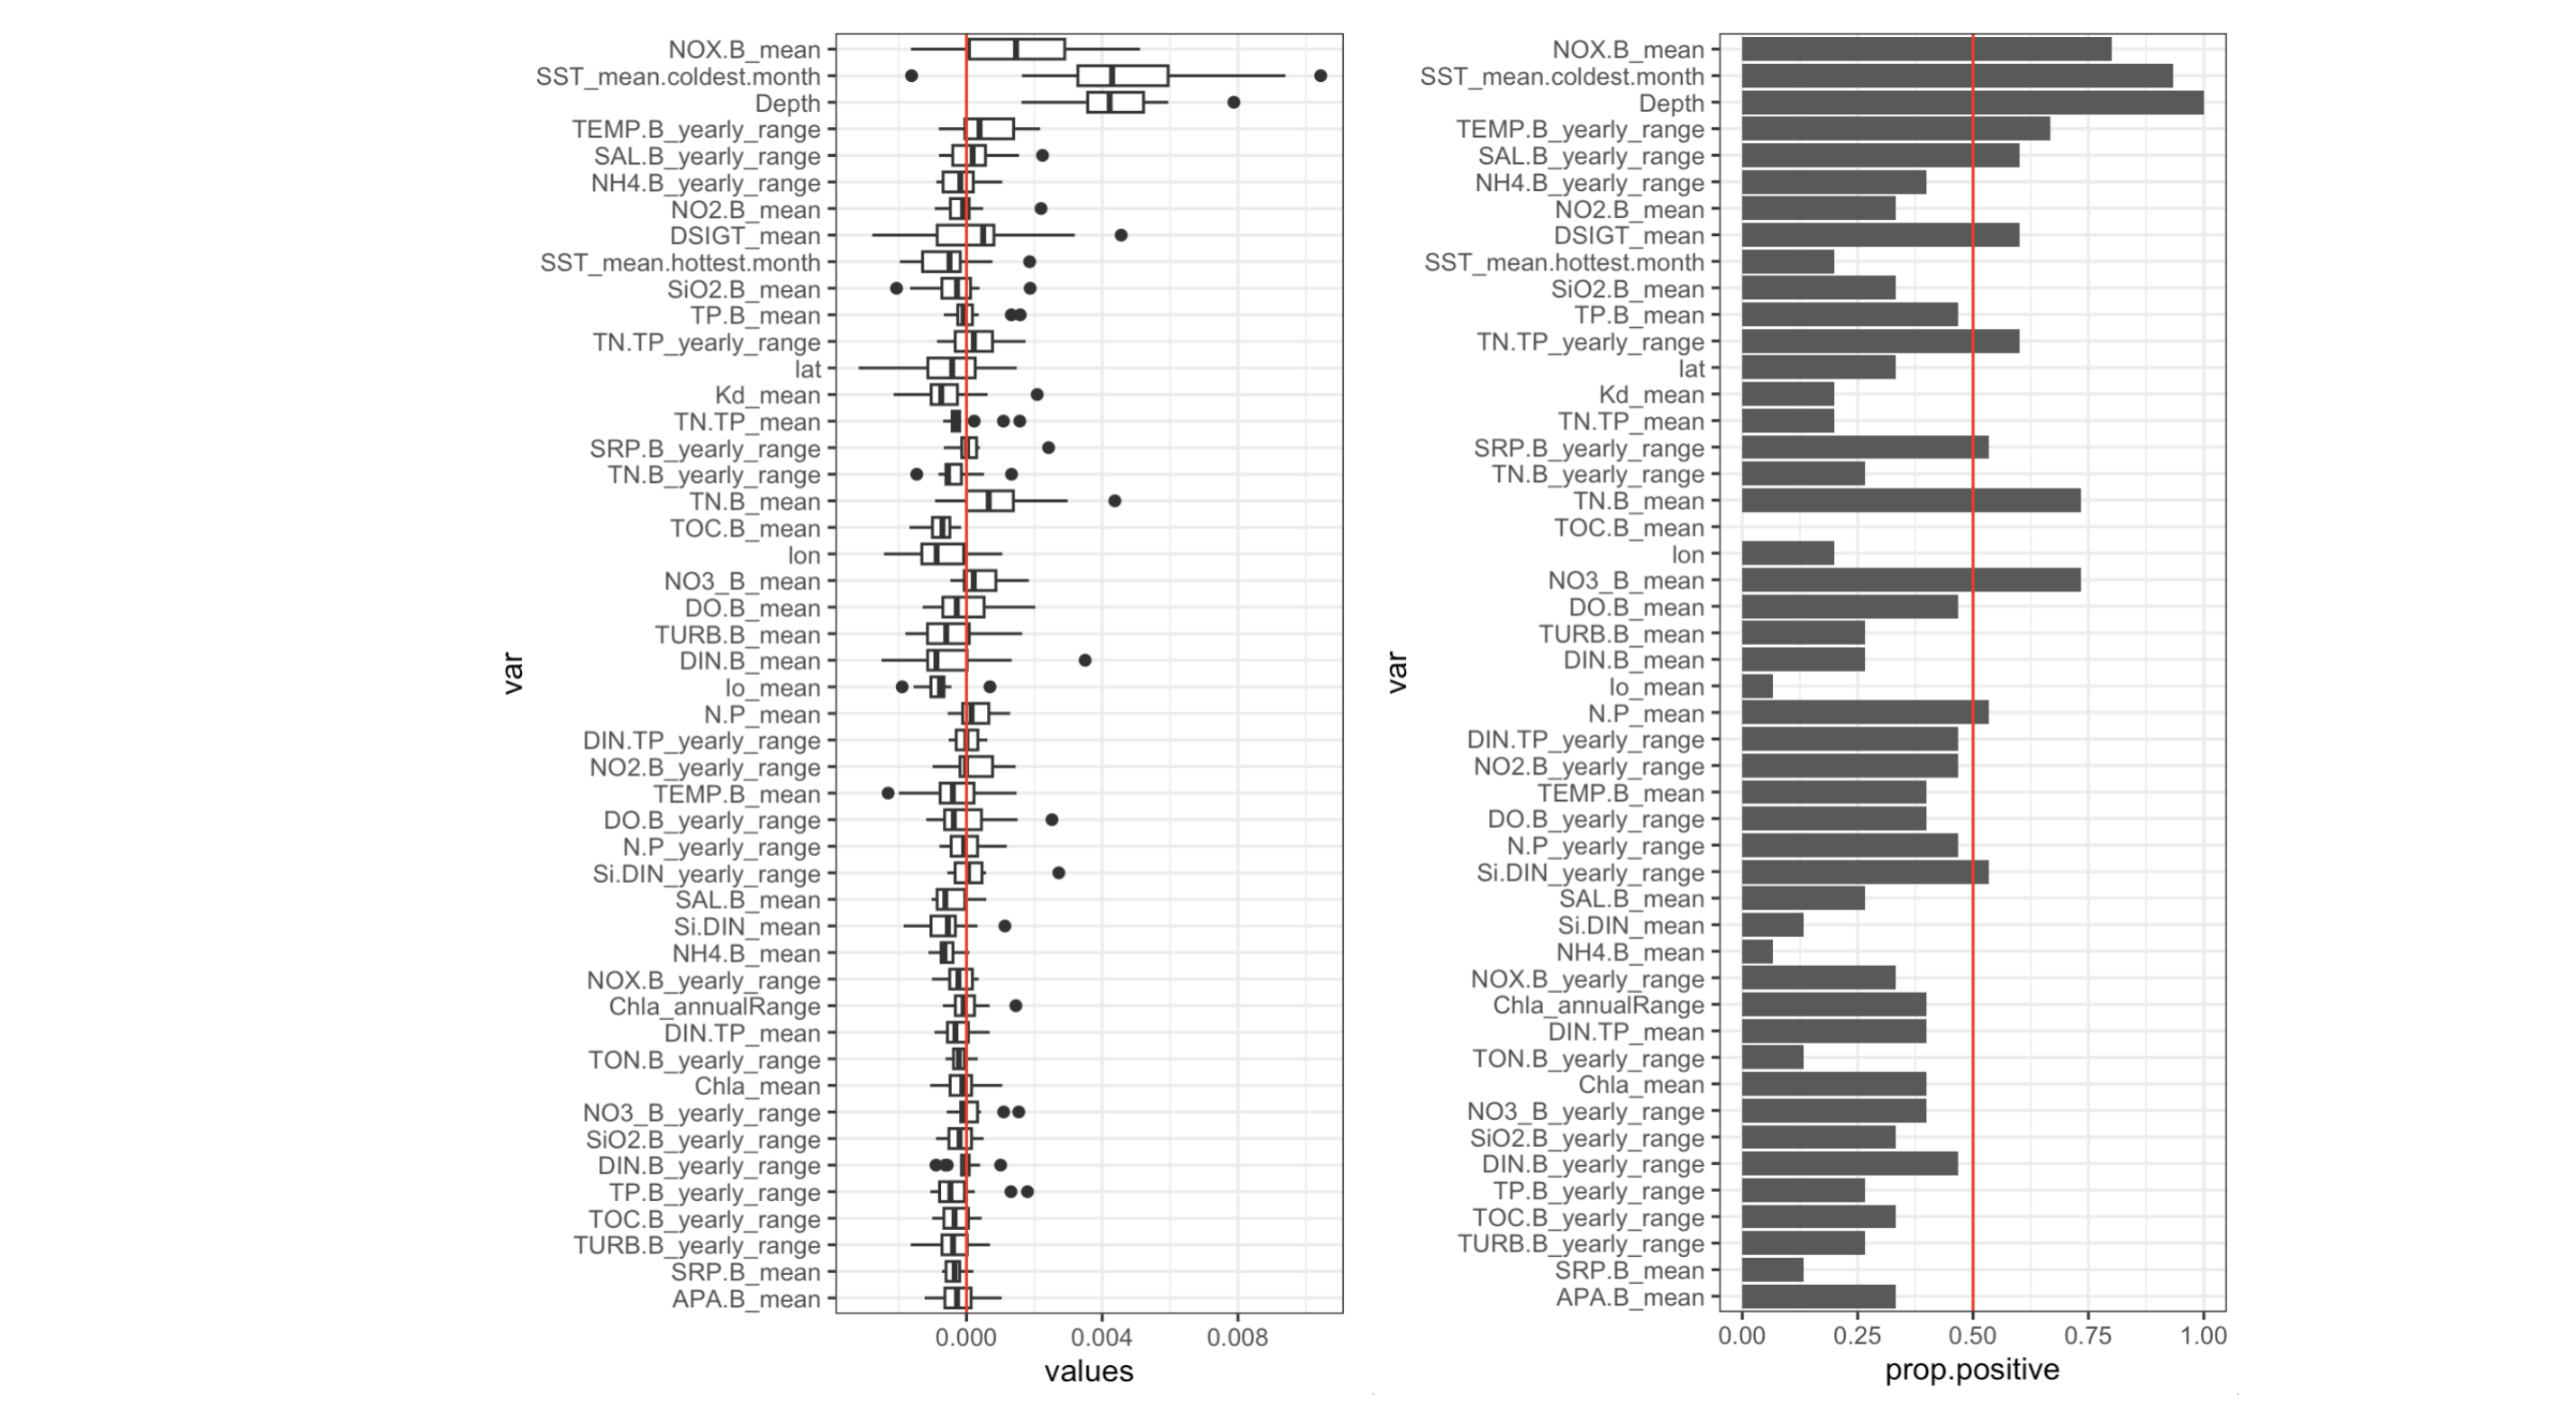 NOX.B_mean
SST_mean.coldest.month
Depth
TEMP.B_yearly_range
SAL.B_yearly_range
NH4.B_yearly_range
NO2.B_mean
DSIGT_mean
SST_mean.hottest.month
SiO2.B_mean
TP.B_mean
TN.TP_yearly_range
lat
Kd_mean
TN.TP_mean
SRP.B_yearly_range
TN.B_yearly_range
TN.B_mean
TOC.B_mean
lon
NO3_B_mean
DO.B_mean
TURB.B_mean
DIN.B_mean
Io_mean
N.P_mean
DIN.TP_yearly_range
NO2.B_yearly_range
TEMP.B_mean
DO.B_yearly_range
N.P_yearly_range
Si.DIN_yearly_range
SAL.B_mean
Si.DIN_mean
NH4.B_mean
NOX.B_yearly_range
Chla_annualRange
DIN.TP_mean
TON.B_yearly_range
Chla_mean
NO3_B_yearly_range
SiO2.B_yearly_range
DIN.B_yearly_range
TP.B_yearly_range
TOC.B_yearly_range
TURB.B_yearly_range
SRP.B_mean
APA.B_mean
var
0.000 0.004 0.008
values
NOX.B_mean
SST_mean.coldest.month
Depth
TEMP.B_yearly_range
SAL.B_yearly_range
NH4.B_yearly_range
NO2.B_mean
DSIGT_mean
SST_mean.hottest.month
SiO2.B_mean
TP.B_mean
TN.TP_yearly_range
lat
Kd_mean
TN.TP_mean
SRP.B_yearly_range
TN.B_yearly_range
TN.B_mean
TOC.B_mean
lon
NO3_B_mean
DO.B_mean
TURB.B_mean
DIN.B_mean
Io_mean
N.P_mean
DIN.TP_yearly_range
NO2.B_yearly_range
TEMP.B_mean
DO.B_yearly_range
N.P_yearly_range
Si.DIN_yearly_range
SAL.B_mean
Si.DIN_mean
NH4.B_mean
NOX.B_yearly_range
Chla_annualRange
DIN.TP_mean
TON.B_yearly_range
Chla_mean
NO3_B_yearly_range
SiO2.B_yearly_range
DIN.B_yearly_range
TP.B_yearly_range
TOC.B_yearly_range
TURB.B_yearly_range
SRP.B_mean
APA.B_mean
var
0.00 0.25 0.50 0.75 1.00
prop.positive